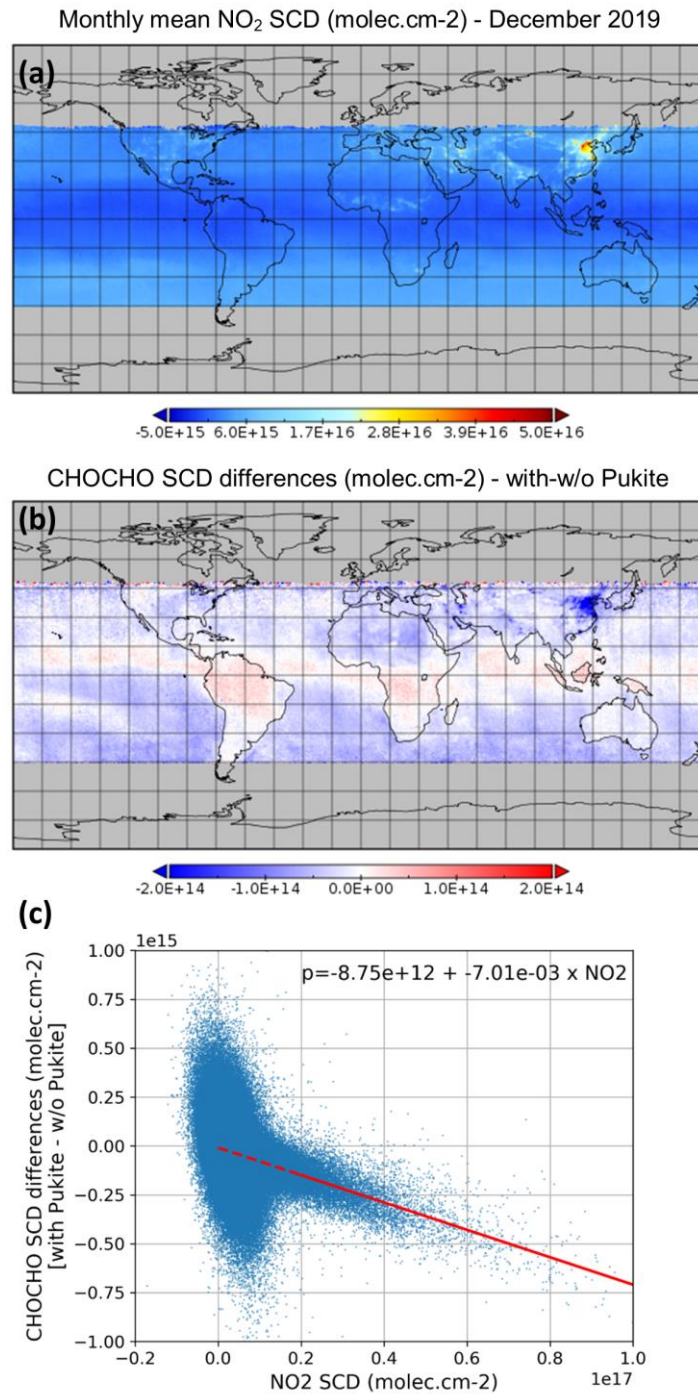 Monthly mean NO₂ SCD (molec.cm-2) - December 2019
(a)
-5.0E+15 6.0E+15 1.7E+16 2.8E+16 3.9E+16 5.0E+16
CHOCHO SCD differences (molec.cm-2) - with-w/o Pukite
(b)
-2.0E+14 -1.0E+14 0.0E+00 1.0E+14 2.0E+14
(c)
1e15
p=-8.75e+12 + -7.01e-03 x NO2
1.00
0.75
0.50
0.25
0.00
-0.25
-0.50
-0.75
-1.00
CHOCHO SCD differences (molec.cm-2)
[with Pukite - w/o Pukite]
-0.2 0.0 0.2 0.4 0.6 0.8 1.0
1e17
NO2 SCD (molec.cm-2)